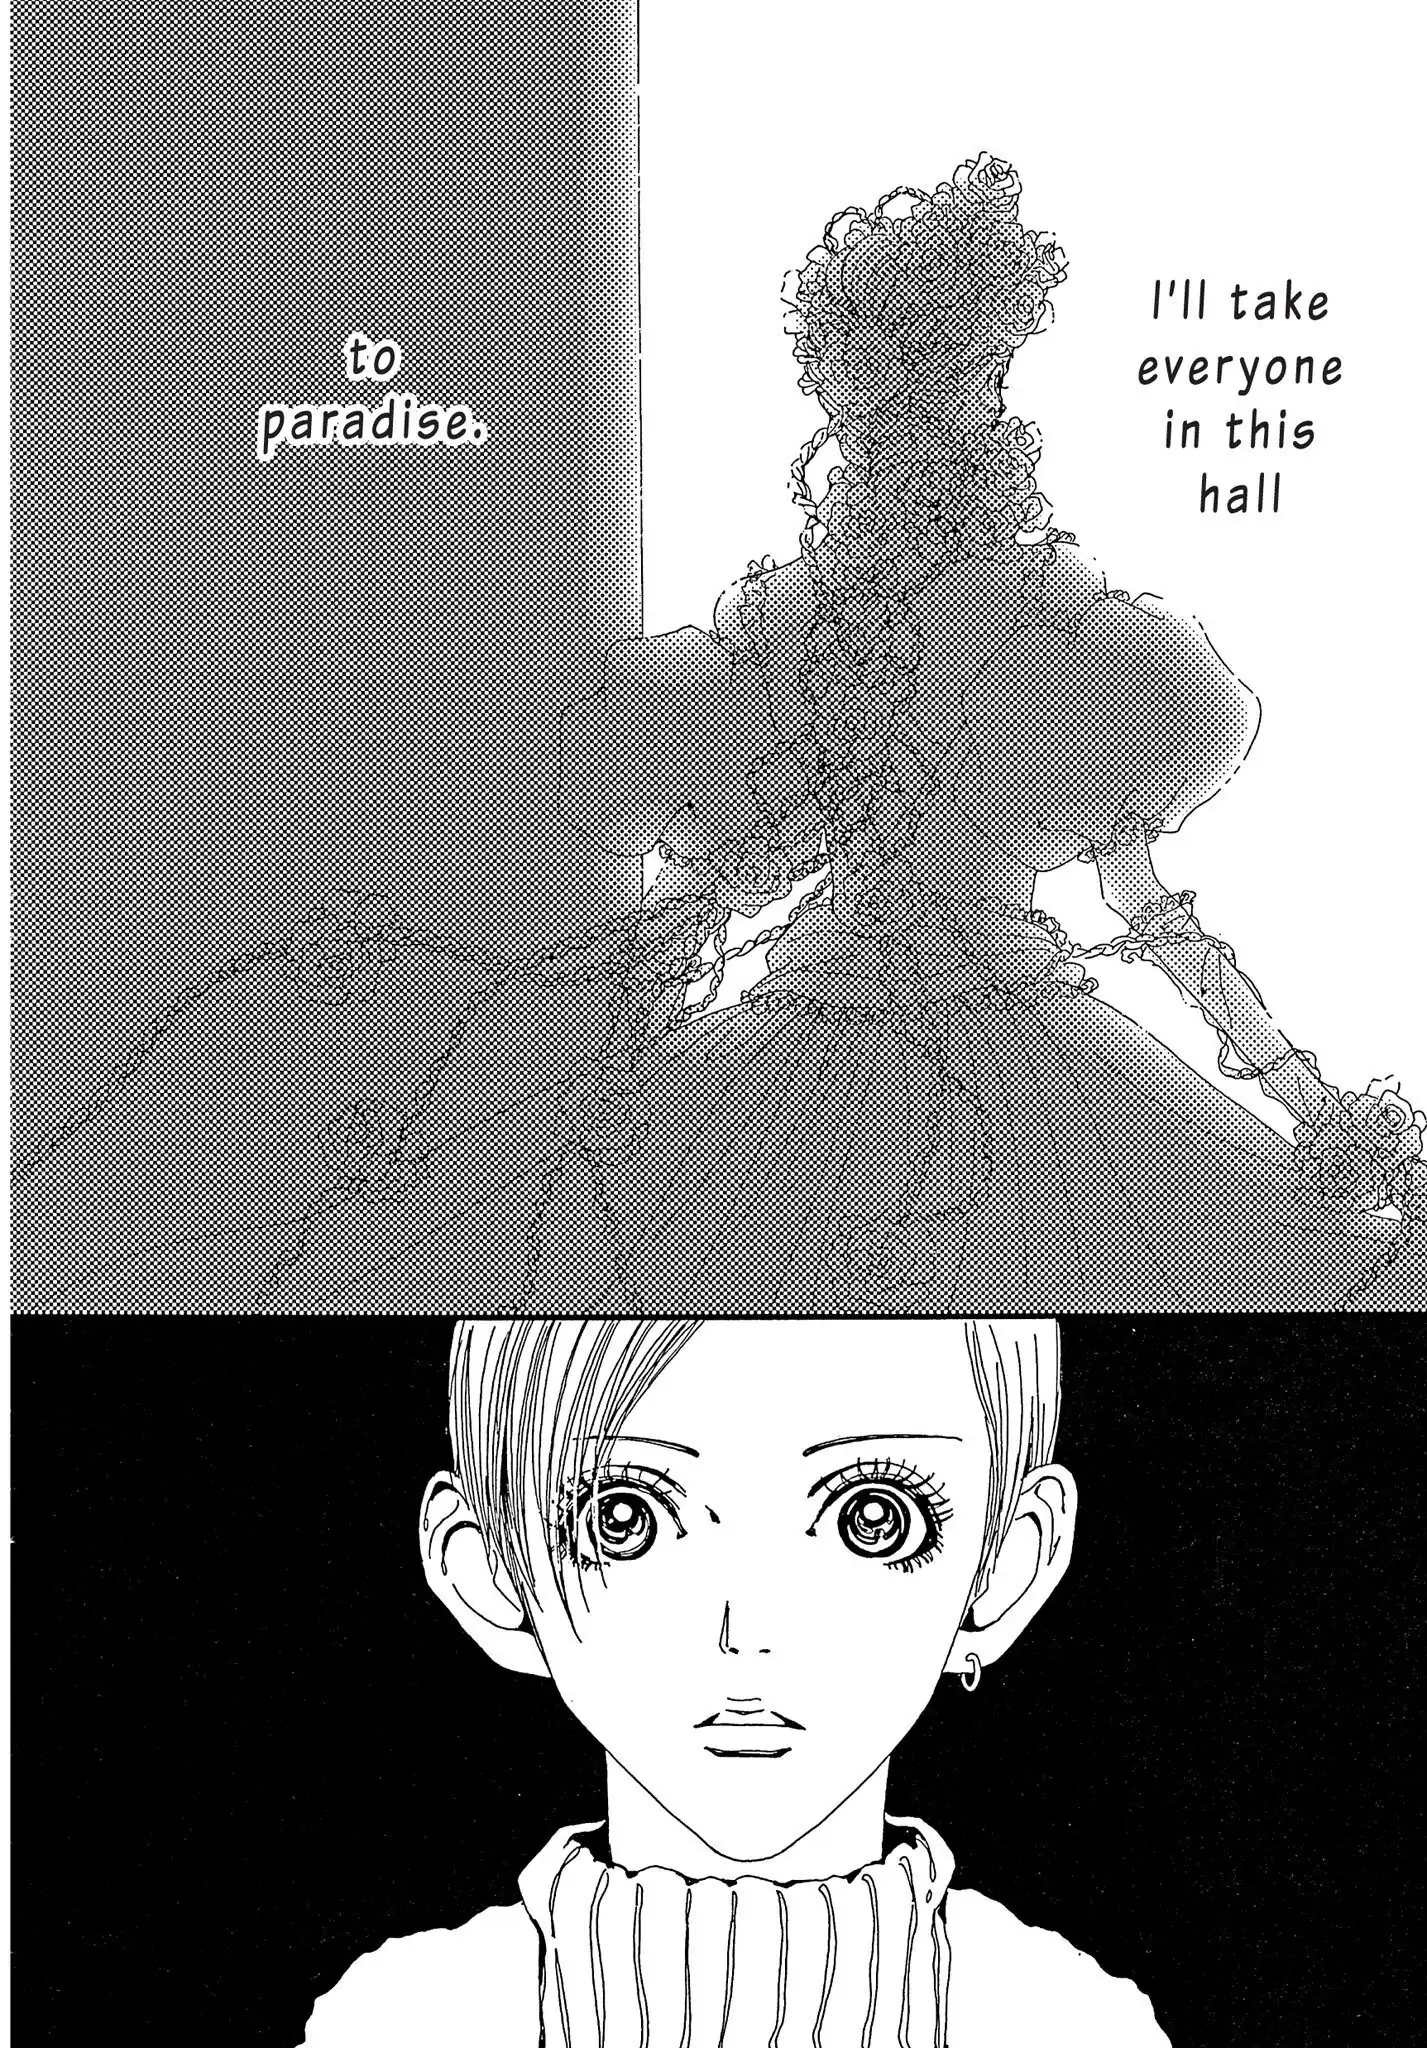 I'll take
everyone
in this
hall
to
paradise.